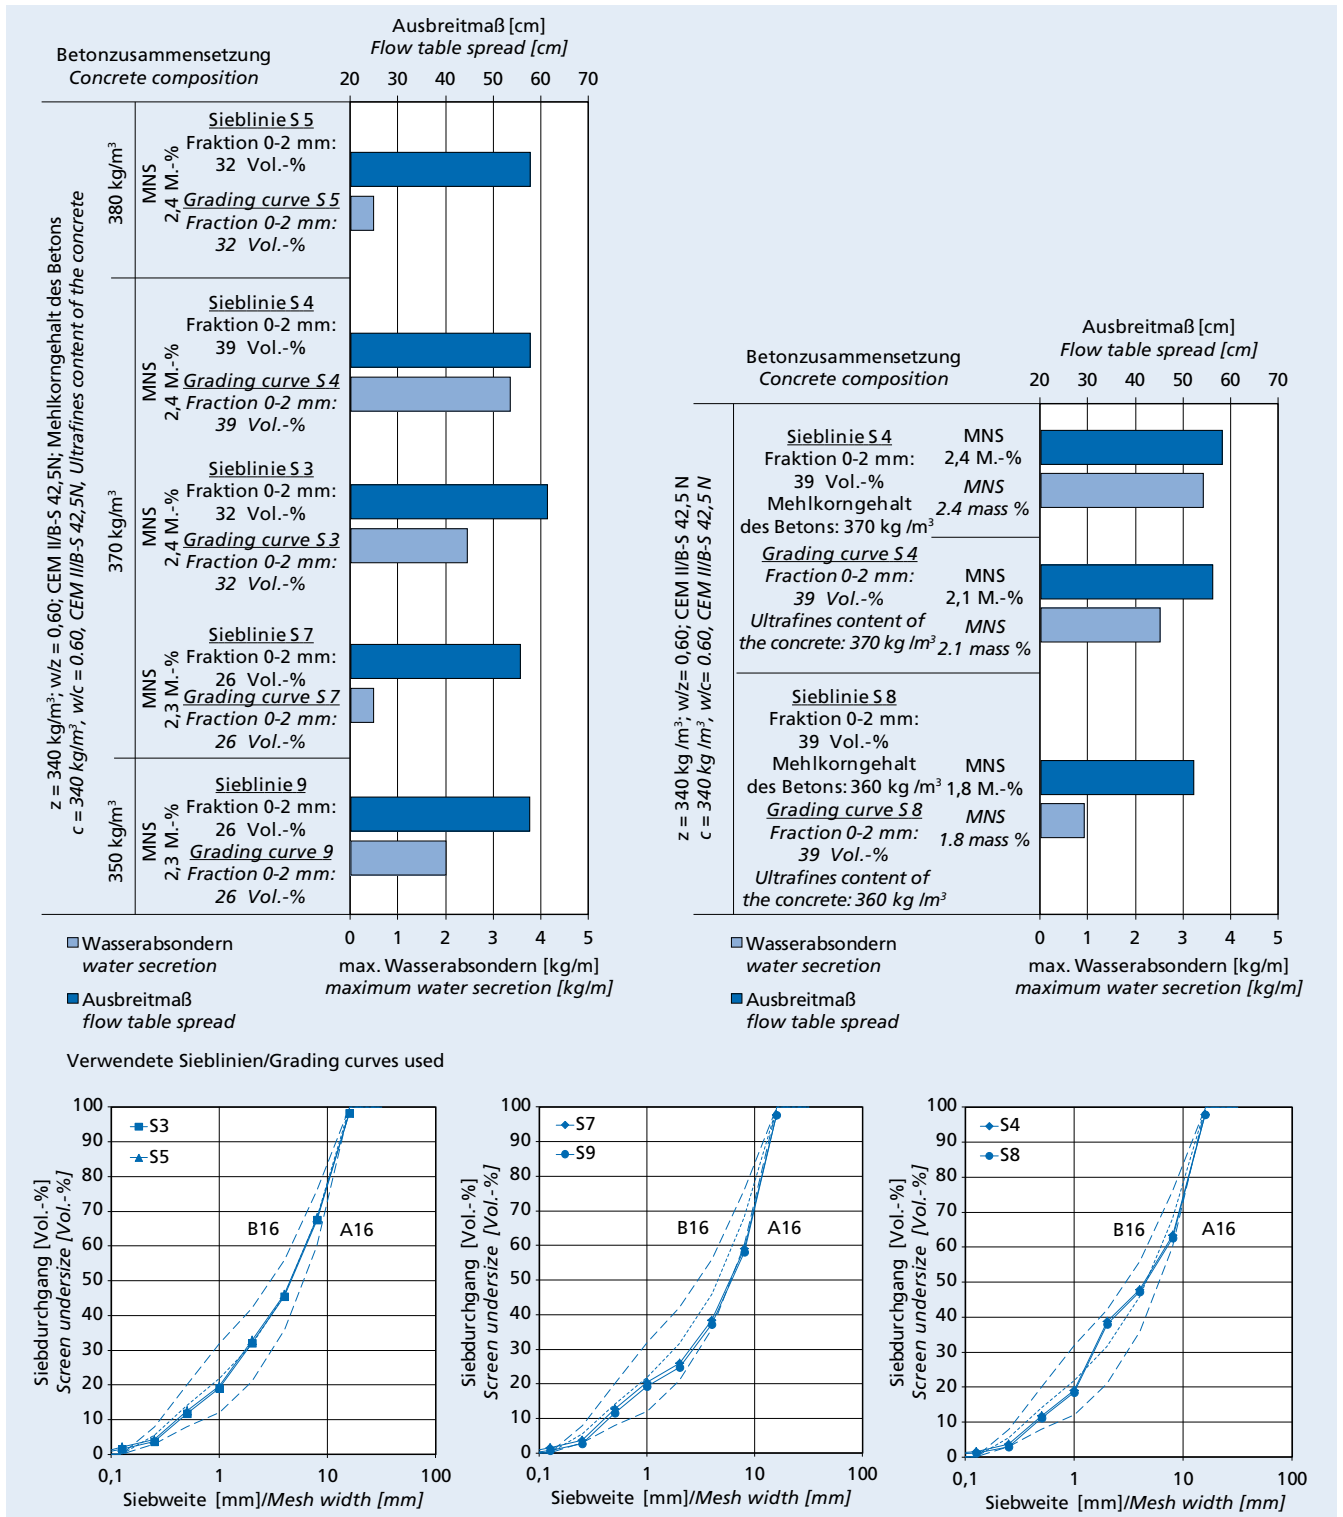 Ausbreitmaß [cm]
Flow table spread [cm]
Betonzusammensetzung
Concrete composition
20 30 40 50 60 70
z = 340 kg/m³; w/z = 0,60; CEM II/B-S 42,5N; Mehlkorngehalt des Betons
c = 340 kg/m³, w/c = 0.60, CEM II/B-S 42,5N, Ultrafines content of the concrete
380 kg/m³
MNS
2,4 M.-%
Sieblinie S 5
Fraktion 0-2 mm:
32 Vol.-%
Grading curve S 5
Fraction 0-2 mm:
32 Vol.-%
370 kg/m³
MNS
2,4 M.-%
Sieblinie S 4
Fraktion 0-2 mm:
39 Vol.-%
Grading curve S 4
Fraction 0-2 mm:
39 Vol.-%
MNS
2,4 M.-%
Sieblinie S 3
Fraktion 0-2 mm:
32 Vol.-%
Grading curve S 3
Fraction 0-2 mm:
32 Vol.-%
MNS
2,3 M.-%
Sieblinie S 7
Fraktion 0-2 mm:
26 Vol.-%
Grading curve S 7
Fraction 0-2 mm:
26 Vol.-%
350 kg/m³
MNS
2,3 M.-%
Sieblinie 9
Fraktion 0-2 mm:
26 Vol.-%
Grading curve 9
Fraction 0-2 mm:
26 Vol.-%
0 1 2 3 4 5
max. Wasserabsondern [kg/m]
maximum water secretion [kg/m]
Wasserabsondern
water secretion
Ausbreitmaß
flow table spread
Ausbreitmaß [cm]
Flow table spread [cm]
Betonzusammensetzung
Concrete composition
20 30 40 50 60 70
z = 340 kg /m³; w/z= 0,60; CEM II/B-S 42,5 N
c = 340 kg /m³, w/c= 0.60, CEM II/B-S 42,5 N
Sieblinie S 4
Fraktion 0-2 mm:
39 Vol.-%
Mehlkorngehalt
des Betons: 370 kg /m³
Grading curve S 4
Fraction 0-2 mm:
39 Vol.-%
Ultrafines content of
the concrete: 370 kg /m³
MNS
2,4 M.-%
MNS
2.4 mass %
MNS
2,1 M.-%
MNS
2.1 mass %
Sieblinie S 8
Fraktion 0-2 mm:
39 Vol.-%
Mehlkorngehalt
des Betons: 360 kg /m³
Grading curve S 8
Fraction 0-2 mm:
39 Vol.-%
Ultrafines content of
the concrete: 360 kg /m³
MNS
1,8 M.-%
MNS
1.8 mass %
0 1 2 3 4 5
max. Wasserabsondern [kg/m]
maximum water secretion [kg/m]
Wasserabsondern
water secretion
Ausbreitmaß
flow table spread
Verwendete Sieblinien/Grading curves used
Siebdurchgang [Vol.-%]
Screen undersize [Vol.-%]
100
90
80
70
60
50
40
30
20
10
0
S3
S5
B16 A16
0,1 1 10 100
Siebweite [mm]/Mesh width [mm]
Siebdurchgang [Vol.-%]
Screen undersize [Vol.-%]
100
90
80
70
60
50
40
30
20
10
0
S7
S9
B16 A16
0,1 1 10 100
Siebweite [mm]/Mesh width [mm]
Siebdurchgang [Vol.-%]
Screen undersize [Vol.-%]
100
90
80
70
60
50
40
30
20
10
0
S4
S8
B16 A16
0,1 1 10 100
Siebweite [mm]/Mesh width [mm]